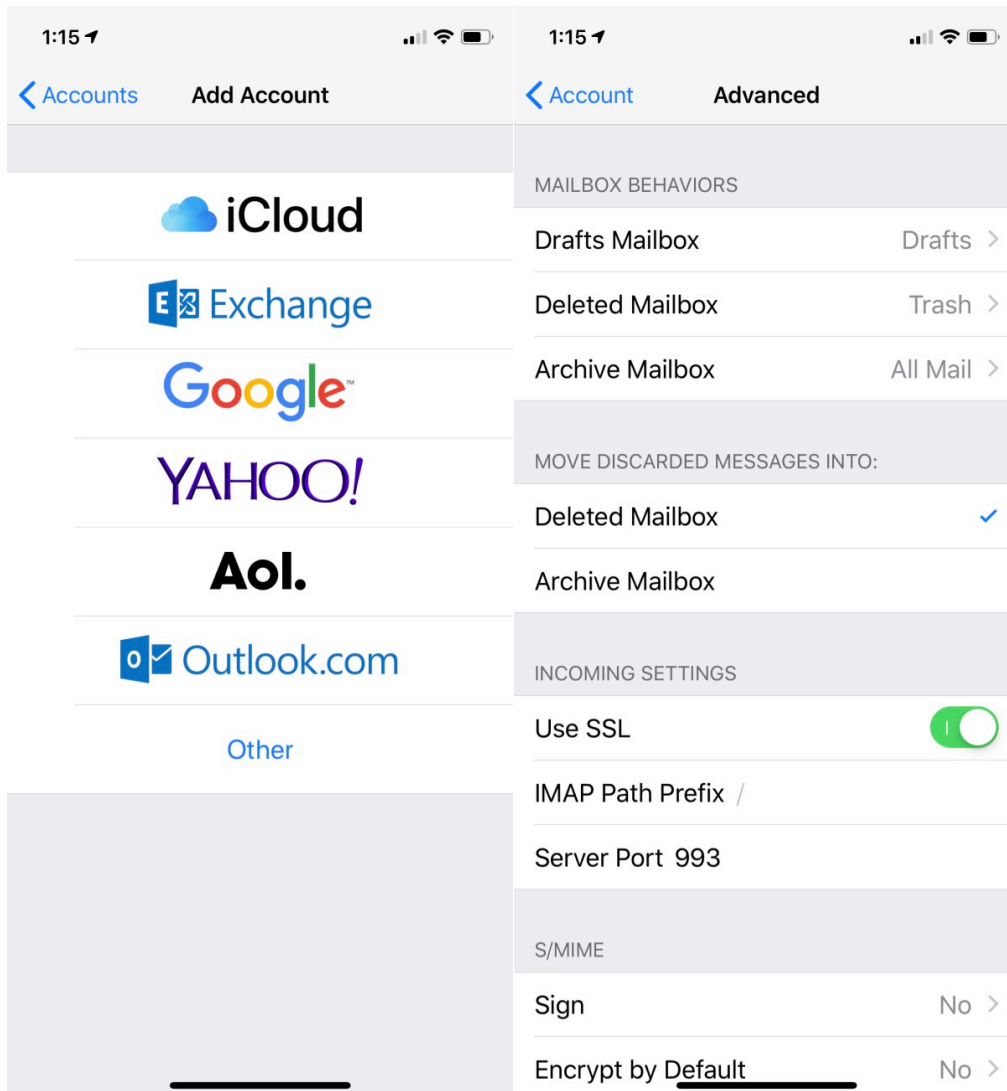 1:15
Accounts
Add Account
iCloud
E Exchange
Google™
YAHOO!
Aol.
o Outlook.com
Other
1:15
Account
Advanced
MAILBOX BEHAVIORS
Drafts Mailbox Drafts
Deleted Mailbox Trash
Archive Mailbox All Mail
MOVE DISCARDED MESSAGES INTO:
Deleted Mailbox
Archive Mailbox
INCOMING SETTINGS
Use SSL
IMAP Path Prefix /
Server Port 993
S/MIME
Sign No
Encrypt by Default No